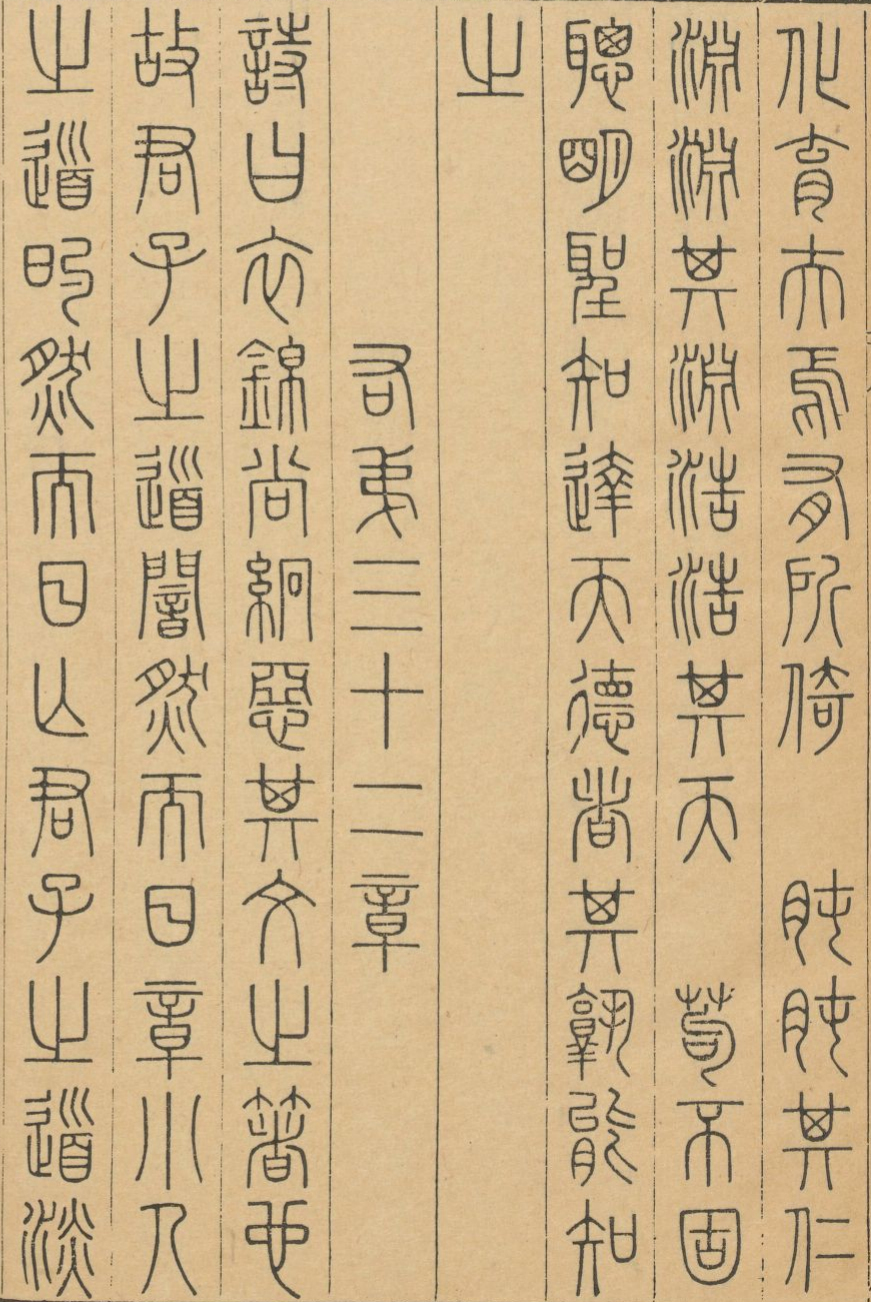 化育夫焉有所倚　肫肫其仁
淵淵其淵浩浩其天　苟不固
聰明聖知達天德者其孰能知
之
右弟三十二章
詩曰衣錦尚絅惡其文之箸也
故君子之道闇然而日章小人
之道旳然而日亡君子之道淡